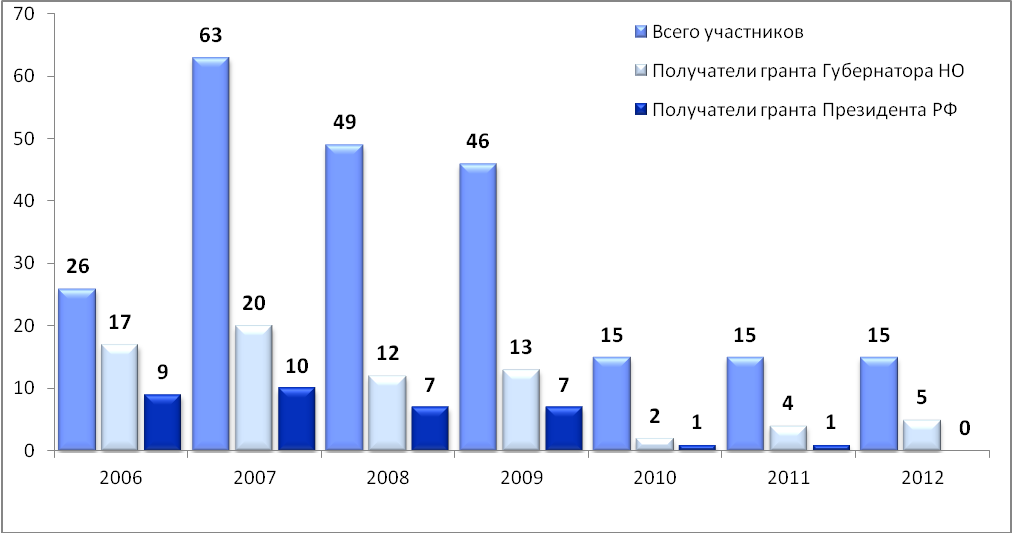 70
60
50
40
30
20
10
0
Всего участников
Получатели гранта Губернатора НО
Получатели гранта Президента РФ
26 17 9
63 20 10
49 12 7
46 13 7
15 2 1
15 4 1
15 5 0
2006 2007 2008 2009 2010 2011 2012